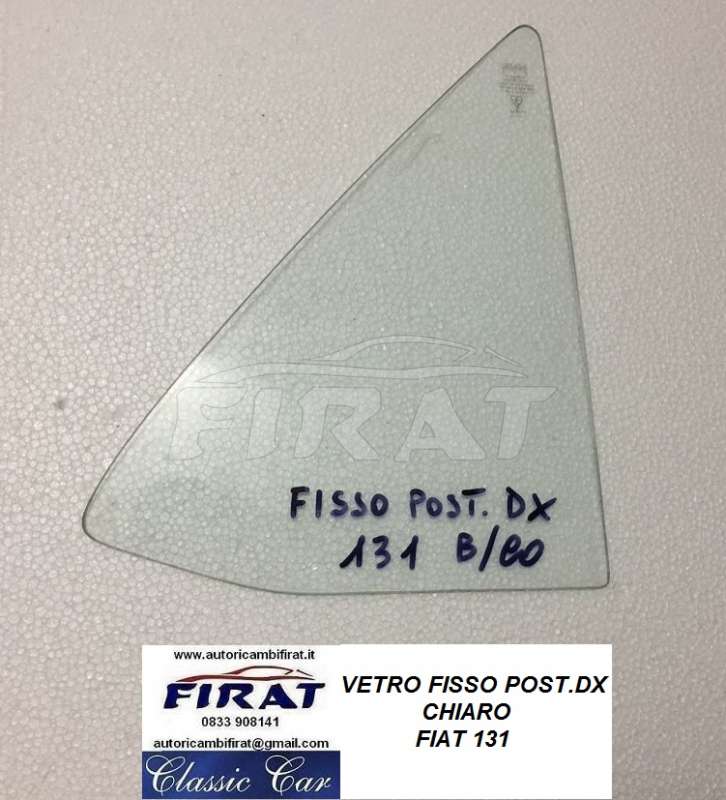 FIRAT
FISSO POST. DX
131 B/CO
www.autoricambifirat.it
FIRAT
0833 908141
autoricambifirat@gmail.com
Classic Car
VETRO FISSO POST.DX
CHIARO
FIAT 131